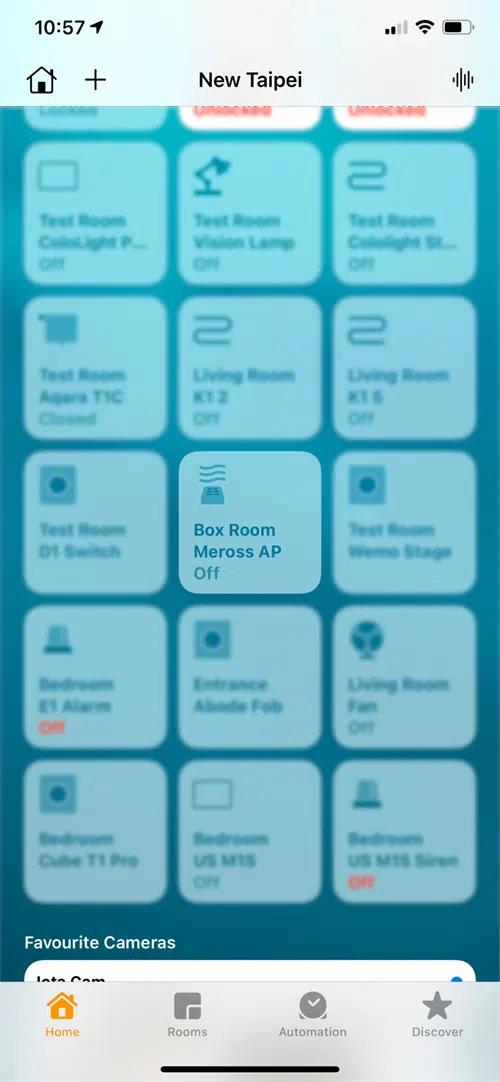 10:57
New Taipei
Locked
Unlocked
Unlocked
Test Room
ColoLight P...
Off
Test Room
Vision Lamp
Off
Test Room
Cololight St...
Off
Test Room
Aqara T1C
Closed
Living Room
K1 2
Off
Living Room
K1 5
Off
Test Room
D1 Switch
Box Room
Meross AP
Off
Test Room
Wemo Stage
Bedroom
E1 Alarm
Off
Entrance
Abode Fob
Living Room
Fan
Off
Bedroom
Cube T1 Pro
Bedroom
US M1S
Off
Bedroom
US M1S Siren
Off
Favourite Cameras
Iota Cam
Home
Rooms
Automation
Discover